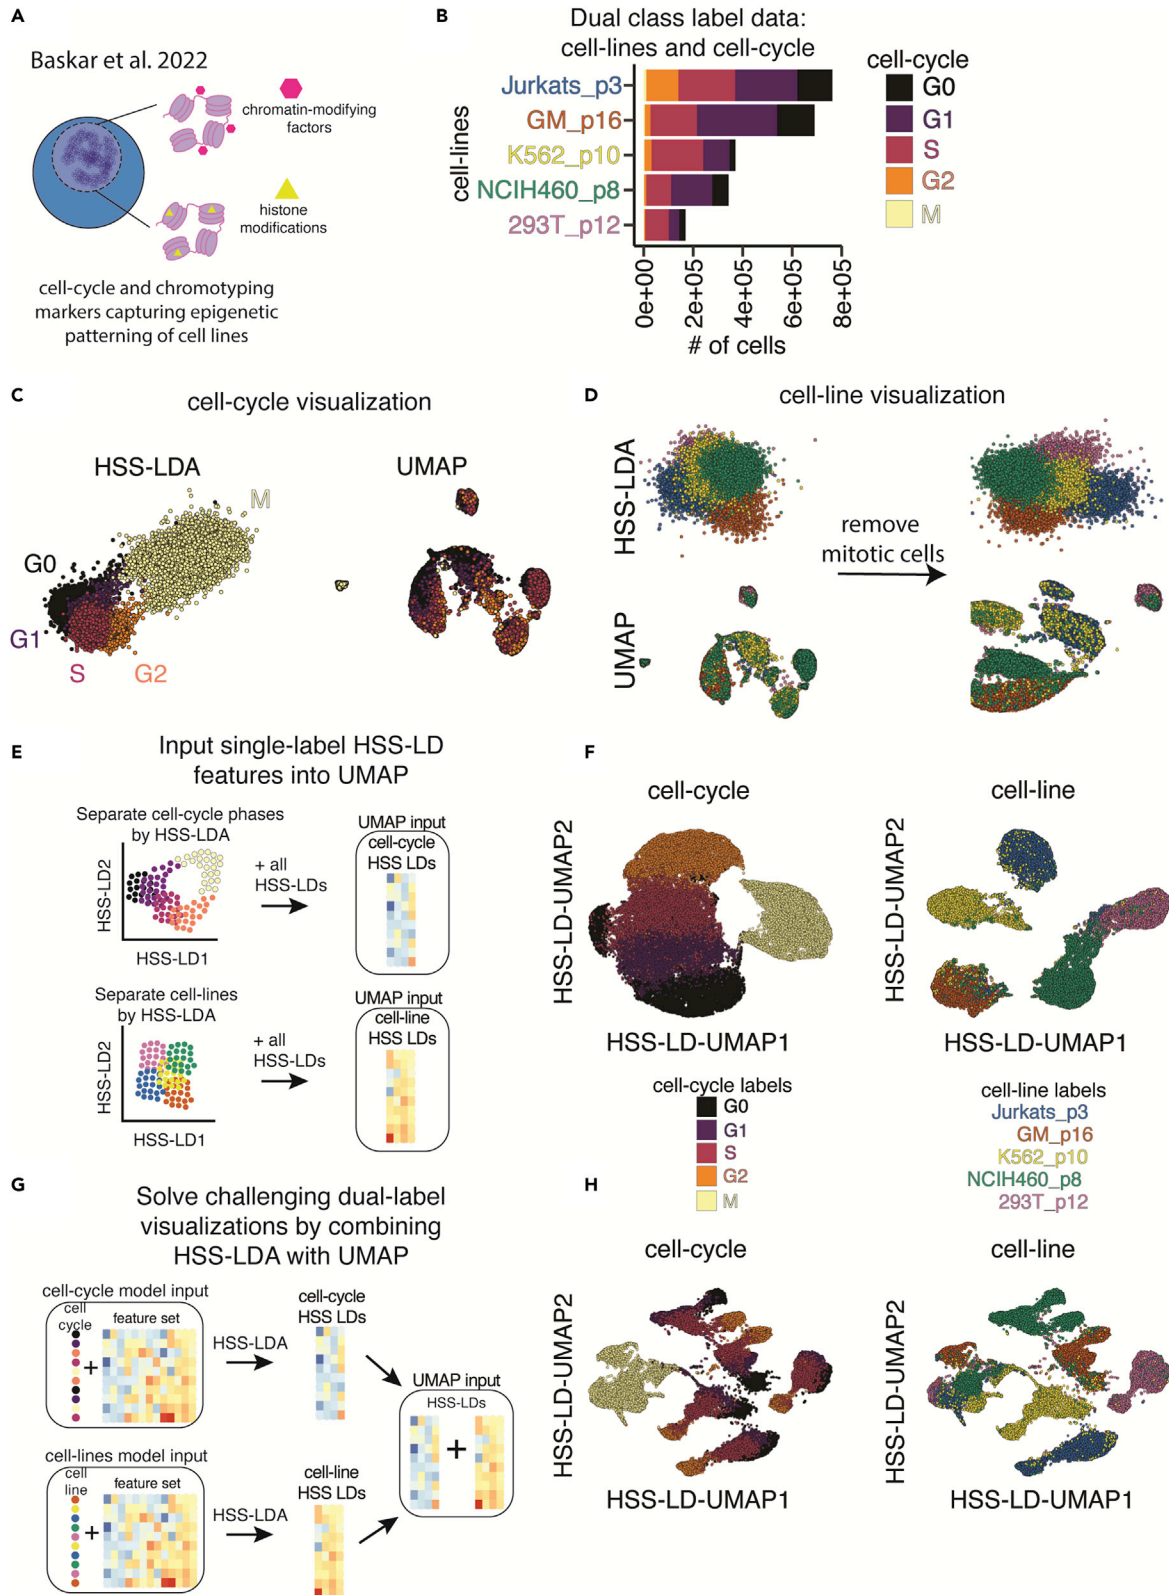 A
Baskar et al. 2022
chromatin-modifying
factors
histone
modifications
cell-cycle and chromotyping
markers capturing epigenetic
patterning of cell lines
B
Dual class label data:
cell-lines and cell-cycle
cell-lines
Jurkats_p3
GM_p16
K562_p10
NCIH460_p8
293T_p12
0e+00
2e+05
4e+05
6e+05
8e+05
# of cells
cell-cycle
G0
G1
S
G2
M
C
cell-cycle visualization
HSS-LDA
UMAP
M
G0
G1
S
G2
D
cell-line visualization
HSS-LDA
remove
mitotic cells
UMAP
E
Input single-label HSS-LD
features into UMAP
Separate cell-cycle phases
by HSS-LDA
HSS-LD2
HSS-LD1
+ all
HSS-LDs
UMAP input
cell-cycle
HSS LDs
Separate cell-lines
by HSS-LDA
HSS-LD2
HSS-LD1
+ all
HSS-LDs
UMAP input
cell-line
HSS LDs
F
cell-cycle
HSS-LD-UMAP2
HSS-LD-UMAP1
cell-line
HSS-LD-UMAP2
HSS-LD-UMAP1
cell-cycle labels
G0
G1
S
G2
M
cell-line labels
Jurkats_p3
GM_p16
K562_p10
NCIH460_p8
293T_p12
G
Solve challenging dual-label
visualizations by combining
HSS-LDA with UMAP
cell-cycle model input
cell
cycle
feature set
+
HSS-LDA
cell-cycle
HSS LDs
cell-lines model input
cell
line
feature set
+
HSS-LDA
cell-line
HSS LDs
UMAP input
HSS-LDs
+
H
cell-cycle
HSS-LD-UMAP2
HSS-LD-UMAP1
cell-line
HSS-LD-UMAP2
HSS-LD-UMAP1